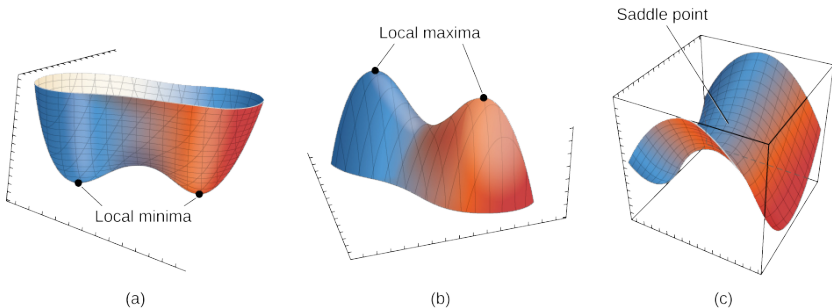 Saddle point
Local maxima
Local minima
(a)
(b)
(c)